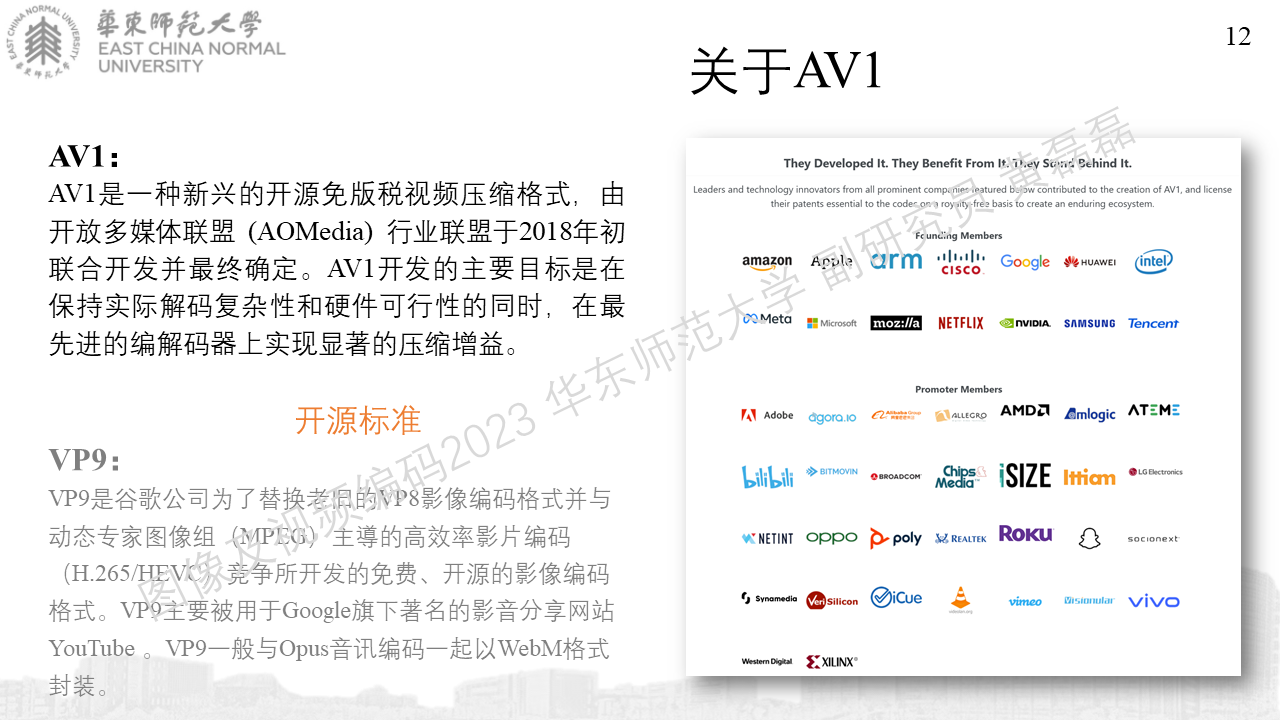 華東師範大學
EAST CHINA NORMAL
UNIVERSITY
12
关于AV1
AV1：
AV1是一种新兴的开源免版税视频压缩格式，由
开放多媒体联盟 (AOMedia) 行业联盟于2018年初
联合开发并最终确定。AV1开发的主要目标是在
保持实际解码复杂性和硬件可行性的同时，在最
先进的编解码器上实现显著的压缩增益。
开源标准
VP9：
VP9是谷歌公司为了替换老旧的VP8影像编码格式并与
动态专家图像组（MPEG）主導的高效率影片编码
（H.265/HEVC）竞争所开发的免费、开源的影像编码
格式。VP9主要被用于Google旗下著名的影音分享网站
YouTube 。VP9一般与Opus音讯编码一起以WebM格式
封装。
They Developed It. They Benefit From It. They Stand Behind It.
Leaders and technology innovators from all prominent companies featured below contributed to the creation of AV1, and license
their patents essential to the codec on a royalty-free basis to create an enduring ecosystem.
Founding Members
amazon Apple arm CISCO Google HUAWEI intel
Meta Microsoft moz://a NETFLIX NVIDIA SAMSUNG Tencent
Promoter Members
Adobe agora.io Alibaba Group ALLEGRO AMD Amlogic ATEME
bilibili BITMOVIN BROADCOM Chips&Media iSIZE Ittiam LG Electronics
NETINT OPPO poly REALTEK ROKU socionext
Synamedia VeriSilicon ViCue vimeo Visionular vivo
Western Digital XILINX
图像及视频编码2023 华东师范大学 副研究员 黄磊磊